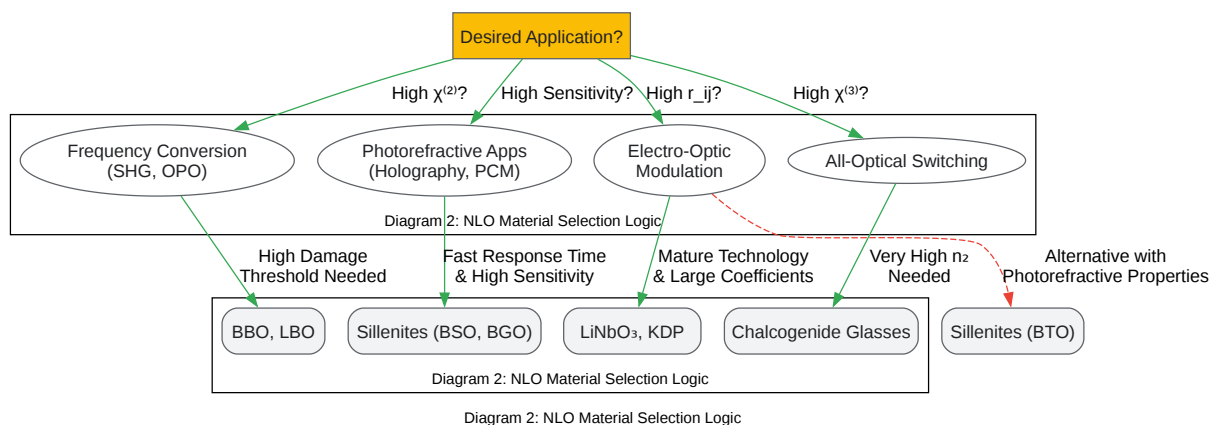 Desired Application?
High χ⁽²⁾?
High Sensitivity?
High r_ij?
High χ⁽³⁾?
Frequency Conversion
(SHG, OPO)
Photorefractive Apps
(Holography, PCM)
Electro-Optic
Modulation
All-Optical Switching
Diagram 2: NLO Material Selection Logic
High Damage
Threshold Needed
Fast Response Time
& High Sensitivity
Mature Technology
& Large Coefficients
Very High n₂
Needed
Alternative with
Photorefractive Properties
BBO, LBO
Sillenites (BSO, BGO)
LiNbO₃, KDP
Chalcogenide Glasses
Sillenites (BTO)
Diagram 2: NLO Material Selection Logic
Diagram 2: NLO Material Selection Logic